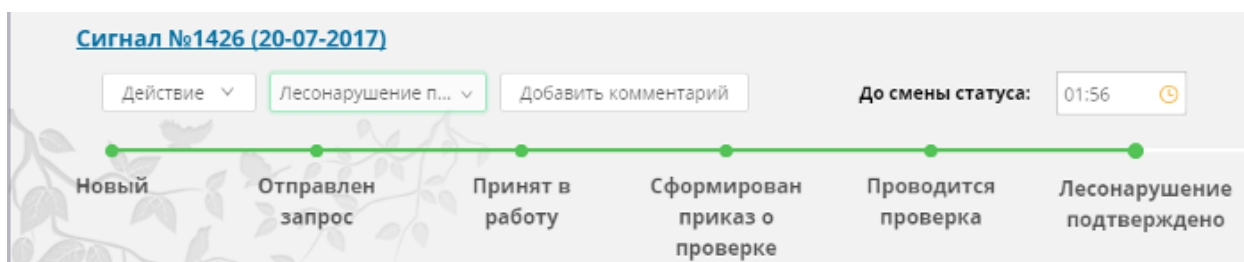 Сигнал №1426 (20-07-2017)
Действие Лесонарушение п... Добавить комментарий До смены статуса: 01:56
Новый Отправлен Принят в Сформирован Проводится Лесонарушение
запрос работу приказ о проверка подтверждено
проверке